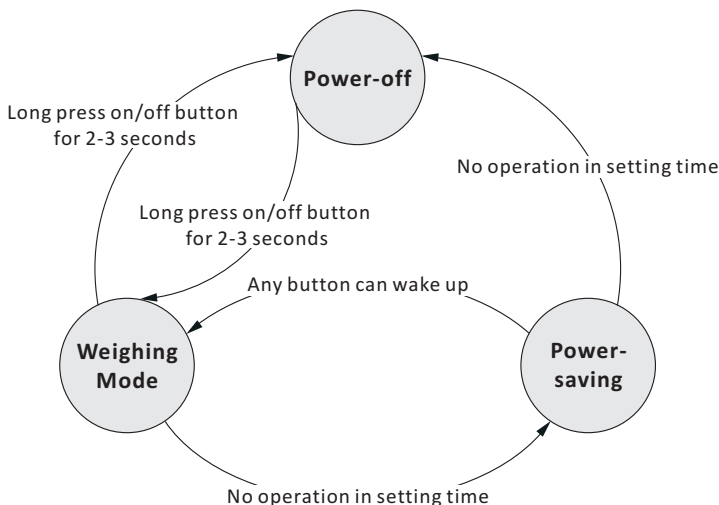 Power-off
Long press on/off button
for 2-3 seconds
No operation in setting time
Long press on/off button
for 2-3 seconds
Any button can wake up
Weighing
Mode
Power-
saving
No operation in setting time